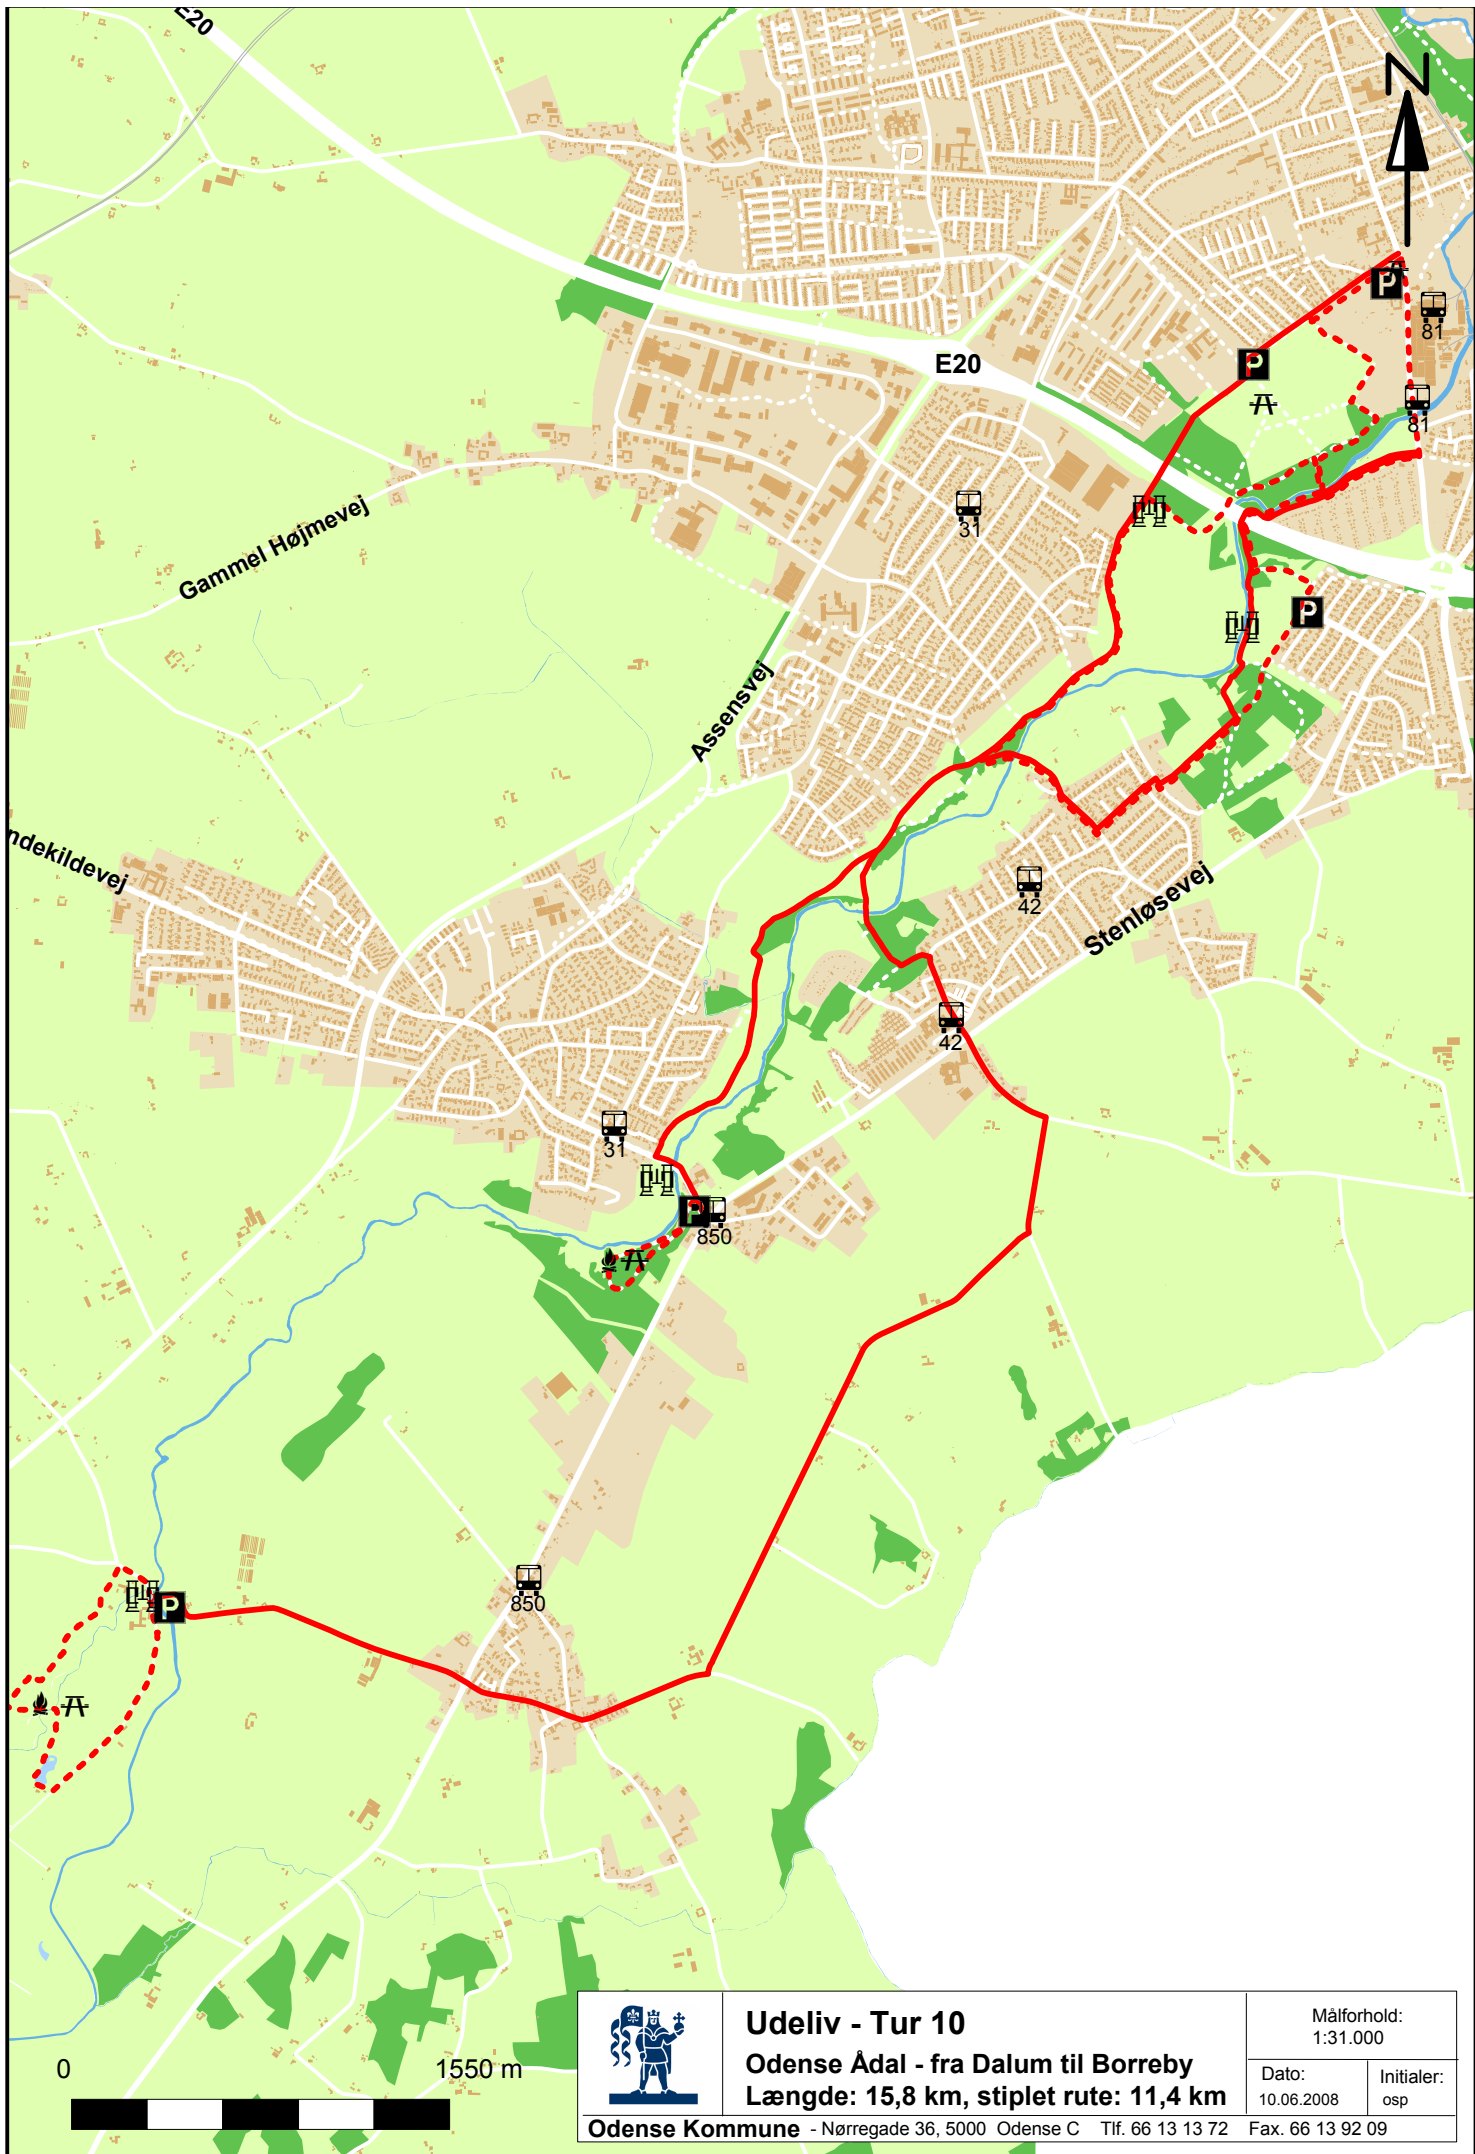 E20
N
P
81
E20
P
81
31
Gammel Højmevej
P
Assensvej
ndekildevej
42
Stenløsevej
42
31
P
850
850
P
0 1550 m
Udeliv - Tur 10
Odense Ådal - fra Dalum til Borreby
Længde: 15,8 km, stiplet rute: 11,4 km
Målforhold:
1:31.000
Dato:
10.06.2008
Initialer:
osp
Odense Kommune - Nørregade 36, 5000 Odense C Tlf. 66 13 13 72 Fax. 66 13 92 09